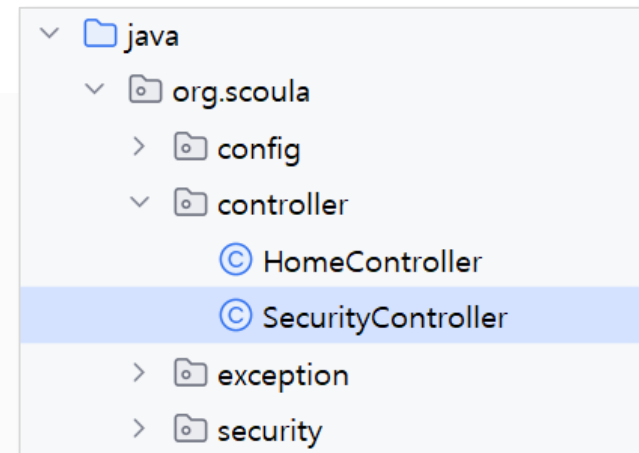 java
org.scoula
config
controller
C HomeController
C SecurityController
exception
security